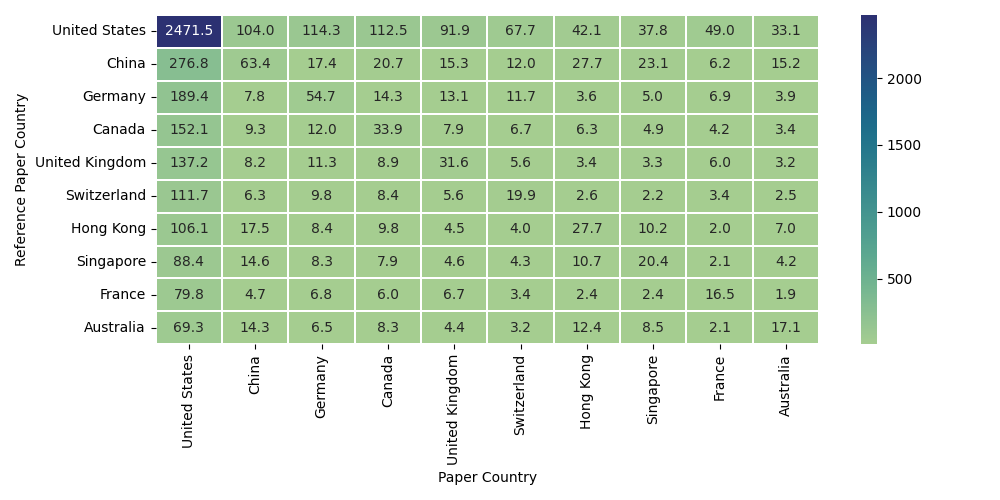 Reference Paper Country
United States 2471.5 104.0 114.3 112.5 91.9 67.7 42.1 37.8 49.0 33.1
China 276.8 63.4 17.4 20.7 15.3 12.0 27.7 23.1 6.2 15.2
Germany 189.4 7.8 54.7 14.3 13.1 11.7 3.6 5.0 6.9 3.9
Canada 152.1 9.3 12.0 33.9 7.9 6.7 6.3 4.9 4.2 3.4
United Kingdom 137.2 8.2 11.3 8.9 31.6 5.6 3.4 3.3 6.0 3.2
Switzerland 111.7 6.3 9.8 8.4 5.6 19.9 2.6 2.2 3.4 2.5
Hong Kong 106.1 17.5 8.4 9.8 4.5 4.0 27.7 10.2 2.0 7.0
Singapore 88.4 14.6 8.3 7.9 4.6 4.3 10.7 20.4 2.1 4.2
France 79.8 4.7 6.8 6.0 6.7 3.4 2.4 2.4 16.5 1.9
Australia 69.3 14.3 6.5 8.3 4.4 3.2 12.4 8.5 2.1 17.1
United States China Germany Canada United Kingdom Switzerland Hong Kong Singapore France Australia
Paper Country
2000
1500
1000
500